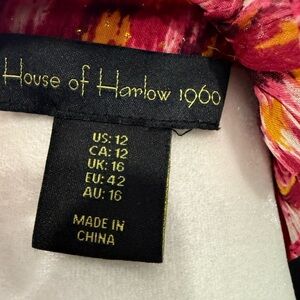 House of Harlow 1960
US: 12
CA: 12
UK: 16
EU: 42
AU: 16
MADE IN
CHINA